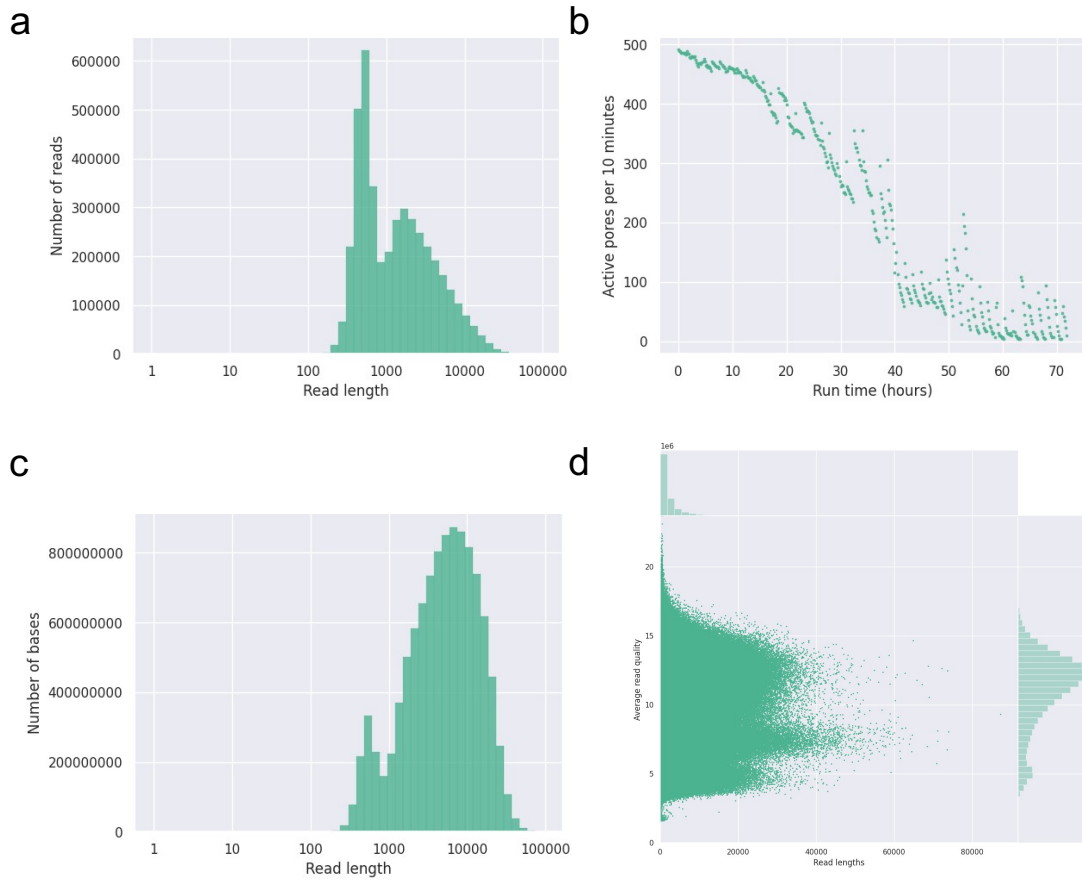 a
600000
500000
400000
300000
200000
100000
0
Number of reads
1 10 100 1000 10000 100000
Read length
b
500
400
300
200
100
0
Active pores per 10 minutes
0 10 20 30 40 50 60 70
Run time (hours)
c
800000000
600000000
400000000
200000000
0
Number of bases
1 10 100 1000 10000 100000
Read length
d
1e6
20
15
10
5
0
Average read quality
0 20000 40000 60000 80000
Read lengths